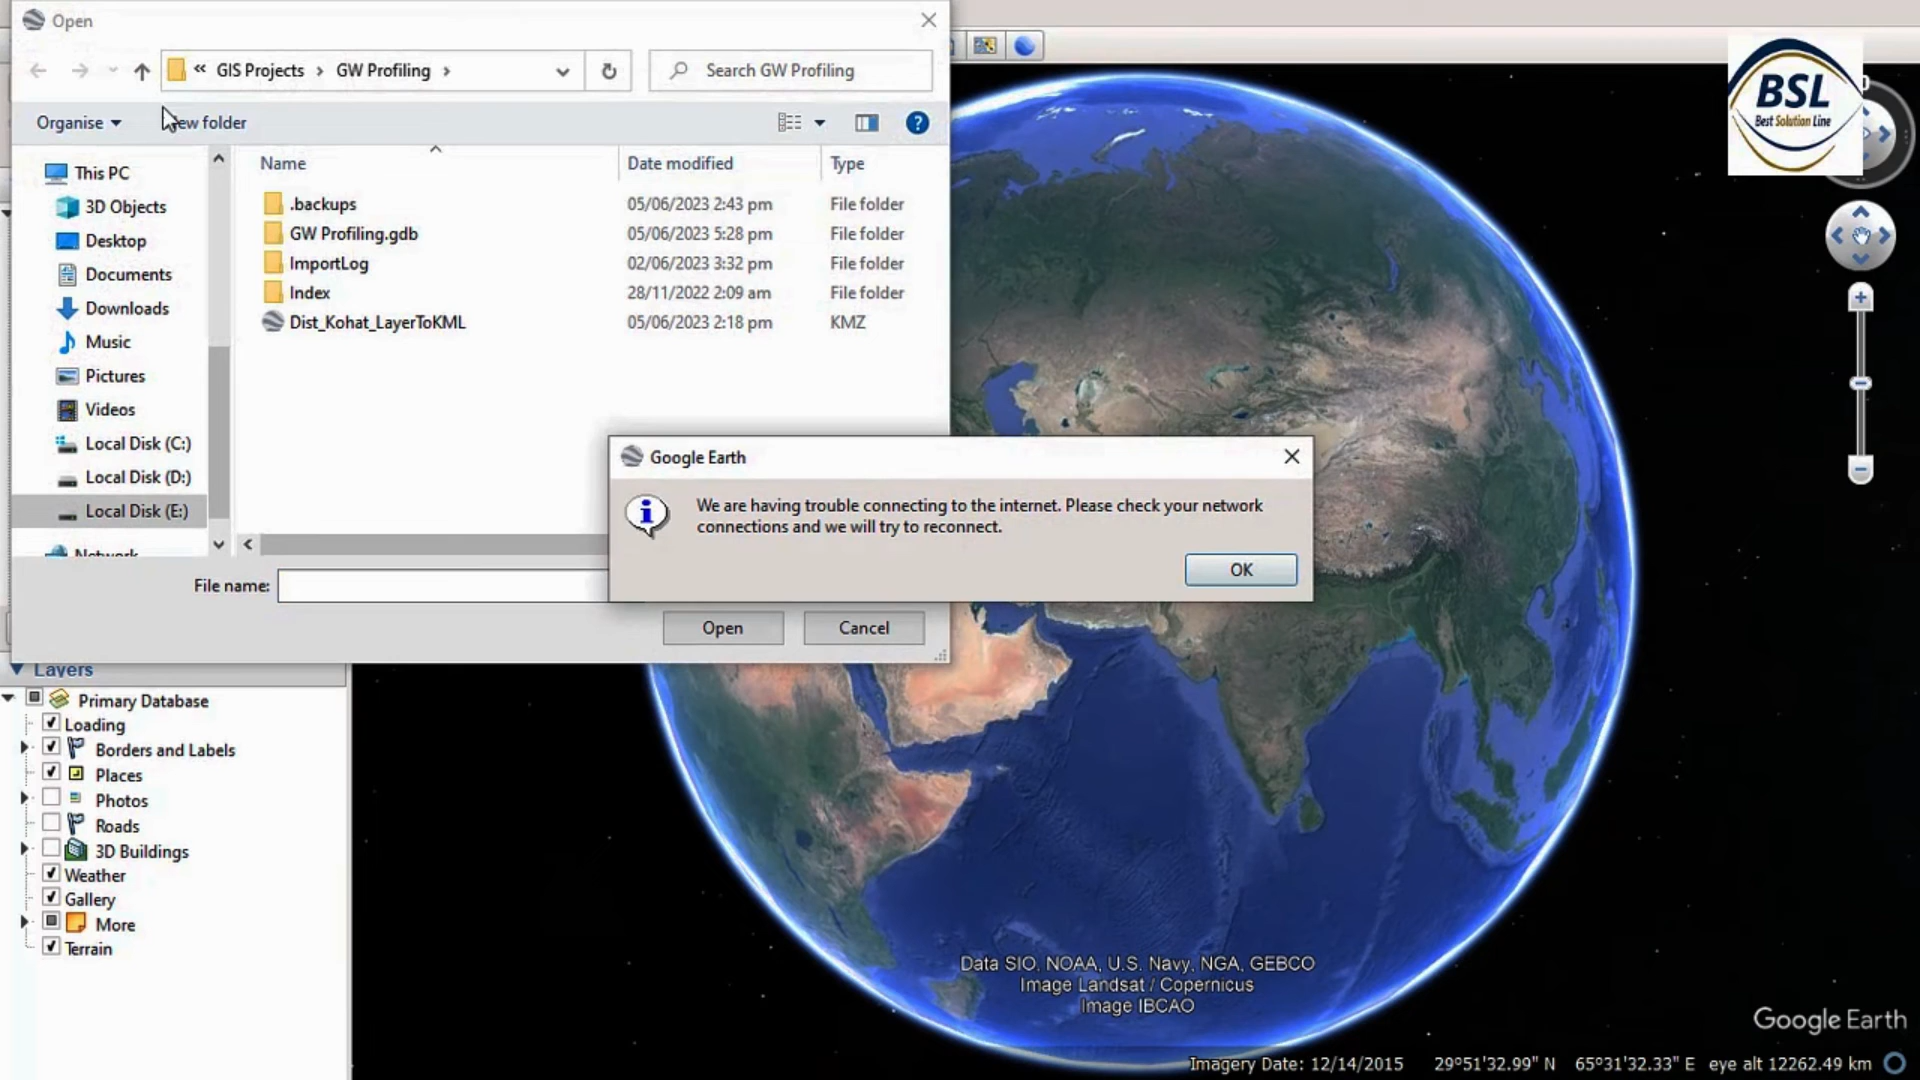 Open
« GIS Projects › GW Profiling ›
Search GW Profiling
Organise
ew folder
Name Date modified Type
.backups 05/06/2023 2:43 pm File folder
GW Profiling.gdb 05/06/2023 5:28 pm File folder
ImportLog 02/06/2023 3:32 pm File folder
Index 28/11/2022 2:09 am File folder
Dist_Kohat_LayerToKML 05/06/2023 2:18 pm KMZ
This PC
3D Objects
Desktop
Documents
Downloads
Music
Pictures
Videos
Local Disk (C:)
Local Disk (D:)
Local Disk (E:)
Network
File name:
Open
Cancel
Google Earth
We are having trouble connecting to the internet. Please check your network
connections and we will try to reconnect.
OK
Layers
Primary Database
Loading
Borders and Labels
Places
Photos
Roads
3D Buildings
Weather
Gallery
More
Terrain
BSL
Best Solution Line
Data SIO, NOAA, U.S. Navy, NGA, GEBCO
Image Landsat / Copernicus
Image IBCAO
Google Earth
Imagery Date: 12/14/2015 29°51'32.99" N 65°31'32.33" E eye alt 12262.49 km